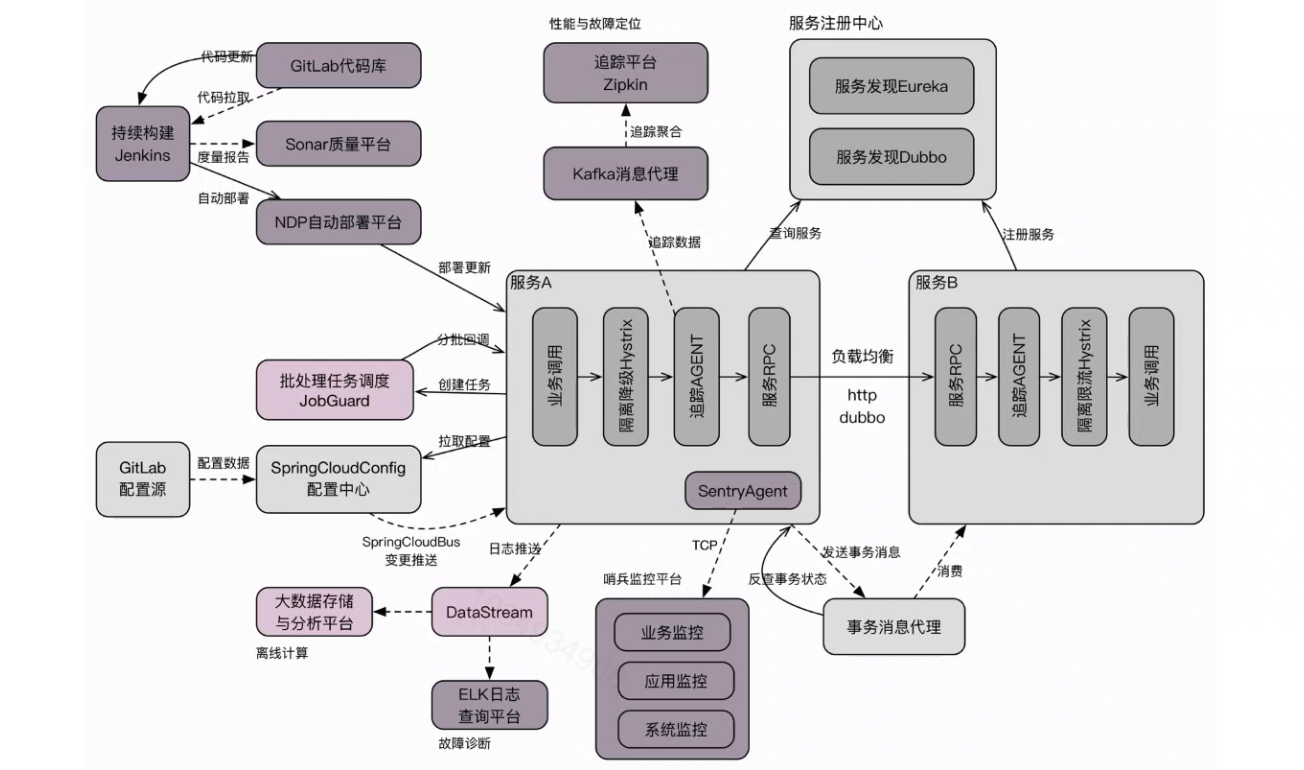 性能与故障定位
服务注册中心
代码更新
GitLab代码库
追踪平台
Zipkin
服务发现Eureka
代码拉取
持续构建
Jenkins
追踪聚合
度量报告
Sonar质量平台
服务发现Dubbo
Kafka消息代理
自动部署
NDP自动部署平台
追踪数据
查询服务
注册服务
部署更新
服务A
服务B
分批回调
业务调用
隔离降级Hystrix
追踪AGENT
服务RPC
负载均衡
http
dubbo
服务RPC
追踪AGENT
隔离限流Hystrix
业务调用
批处理任务调度
JobGuard
创建任务
拉取配置
GitLab
配置源
配置数据
SpringCloudConfig
配置中心
SentryAgent
SpringCloudBus
变更推送
日志推送
TCP
发送事务消息
反查事务状态
消费
哨兵监控平台
大数据存储
与分析平台
DataStream
事务消息代理
业务监控
离线计算
应用监控
ELK日志
查询平台
系统监控
故障诊断